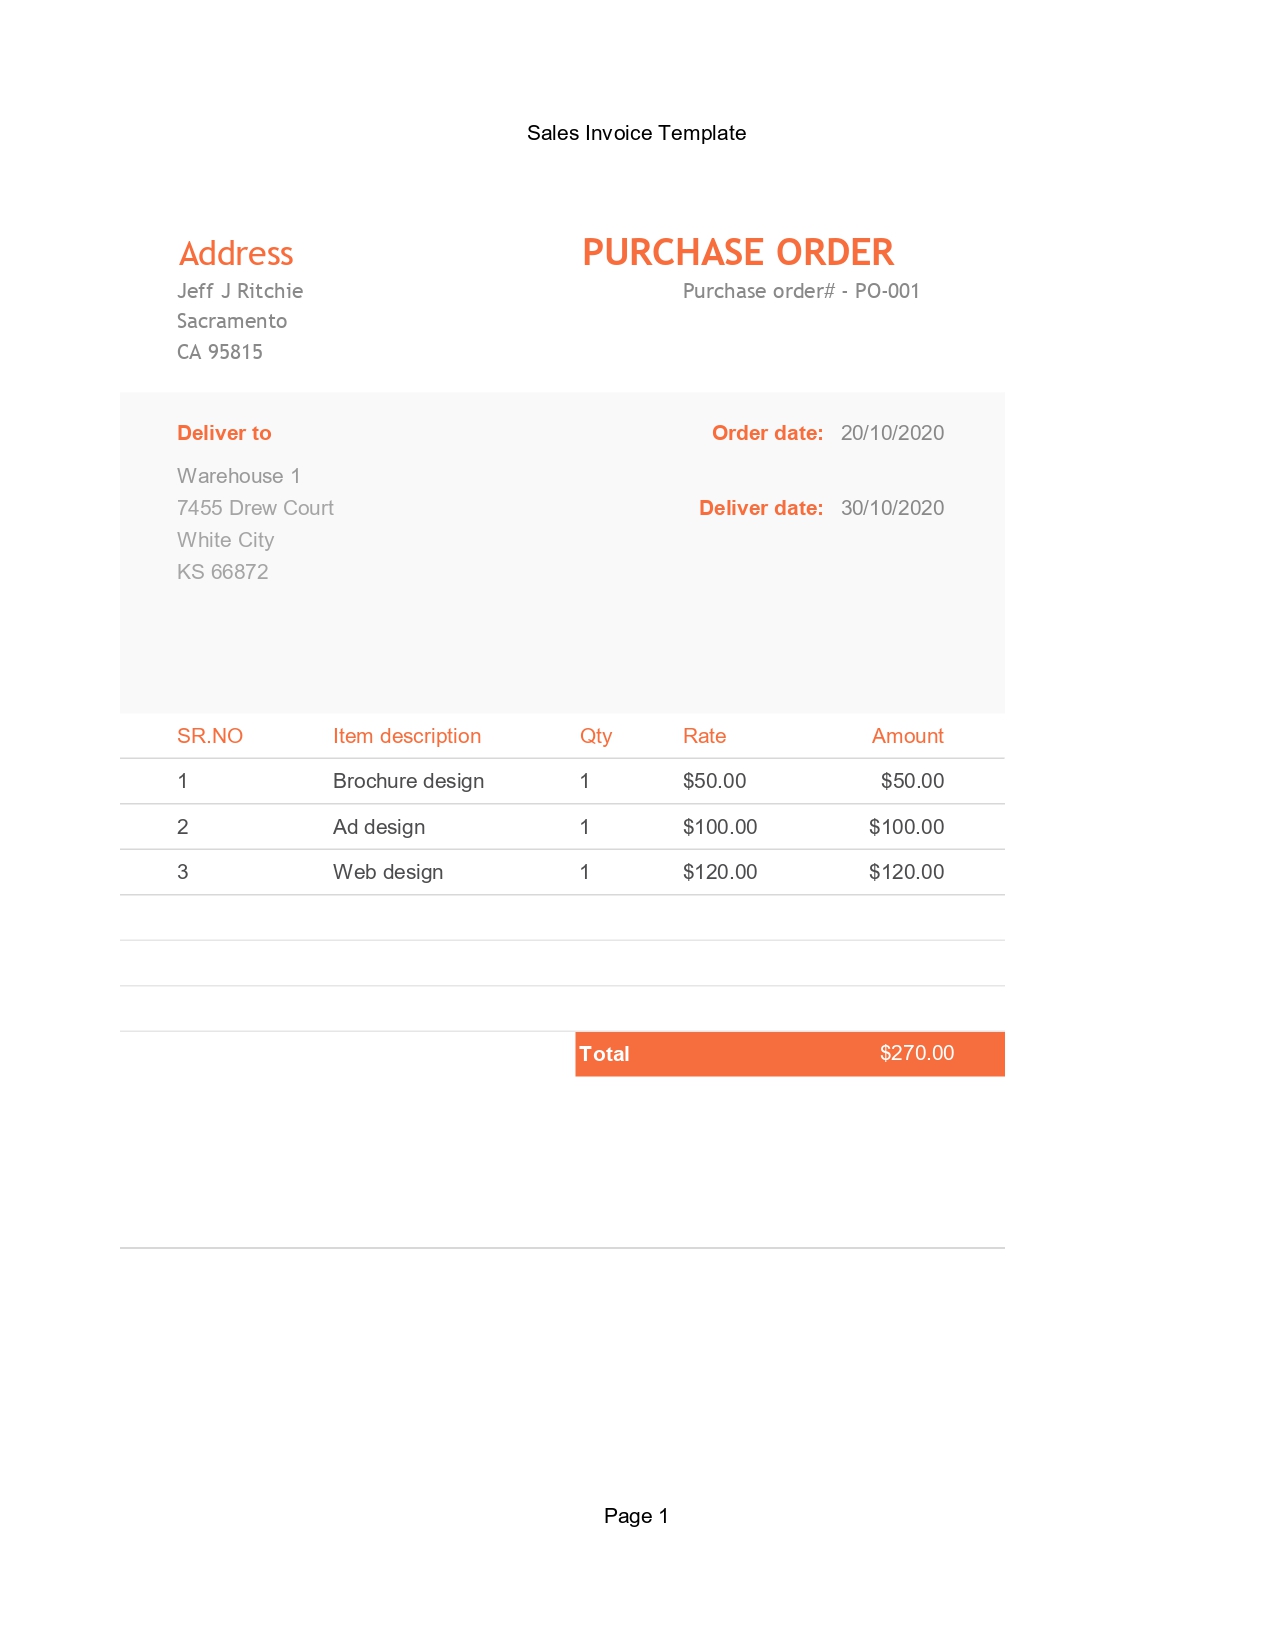 Sales Invoice Template
Address
PURCHASE ORDER
Jeff J Ritchie
Purchase order# - PO-001
Sacramento
CA 95815
Deliver to
Order date: 20/10/2020
Warehouse 1
7455 Drew Court
Deliver date: 30/10/2020
White City
KS 66872
SR.NO Item description Qty Rate Amount
1 Brochure design 1 $50.00 $50.00
2 Ad design 1 $100.00 $100.00
3 Web design 1 $120.00 $120.00
Total $270.00
Page 1